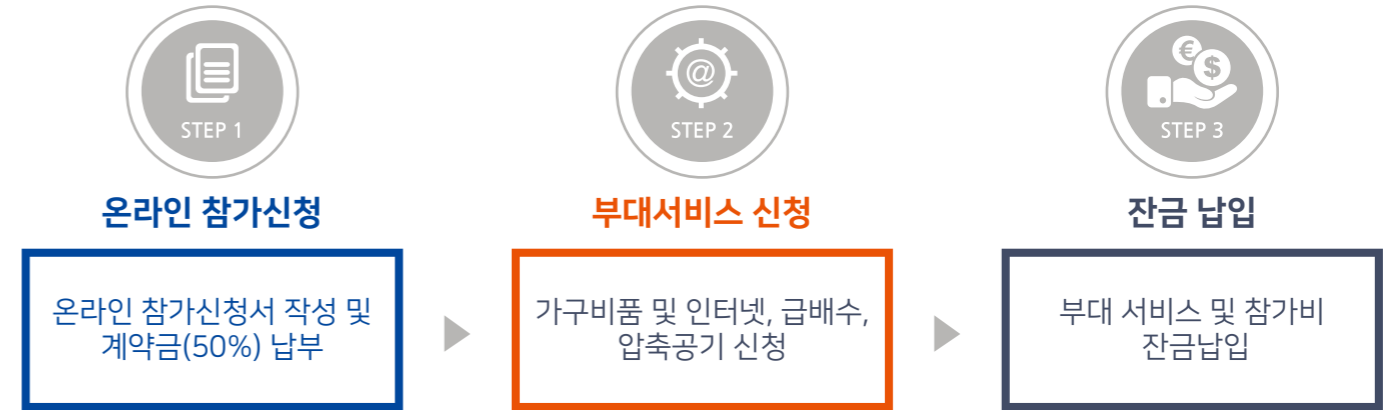 STEP 1
온라인 참가신청
온라인 참가신청서 작성 및
계약금(50%) 납부
@
STEP 2
부대서비스 신청
가구비품 및 인터넷, 급배수,
압축공기 신청
€
$
STEP 3
잔금 납입
부대 서비스 및 참가비
잔금납입